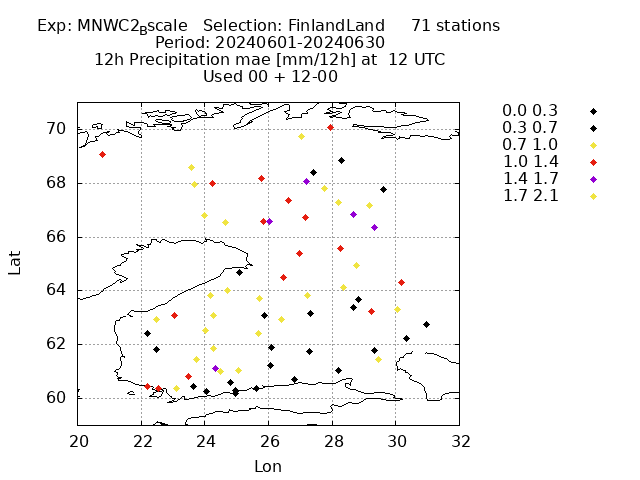 Exp: MNWC2_Bscale   Selection: FinlandLand     71 stations
Period: 20240601-20240630
12h Precipitation mae [mm/12h] at  12 UTC
Used 00 + 12-00
0.0 0.3
0.3 0.7
0.7 1.0
1.0 1.4
1.4 1.7
1.7 2.1
70
68
66
64
62
60
Lat
20 22 24 26 28 30 32
Lon